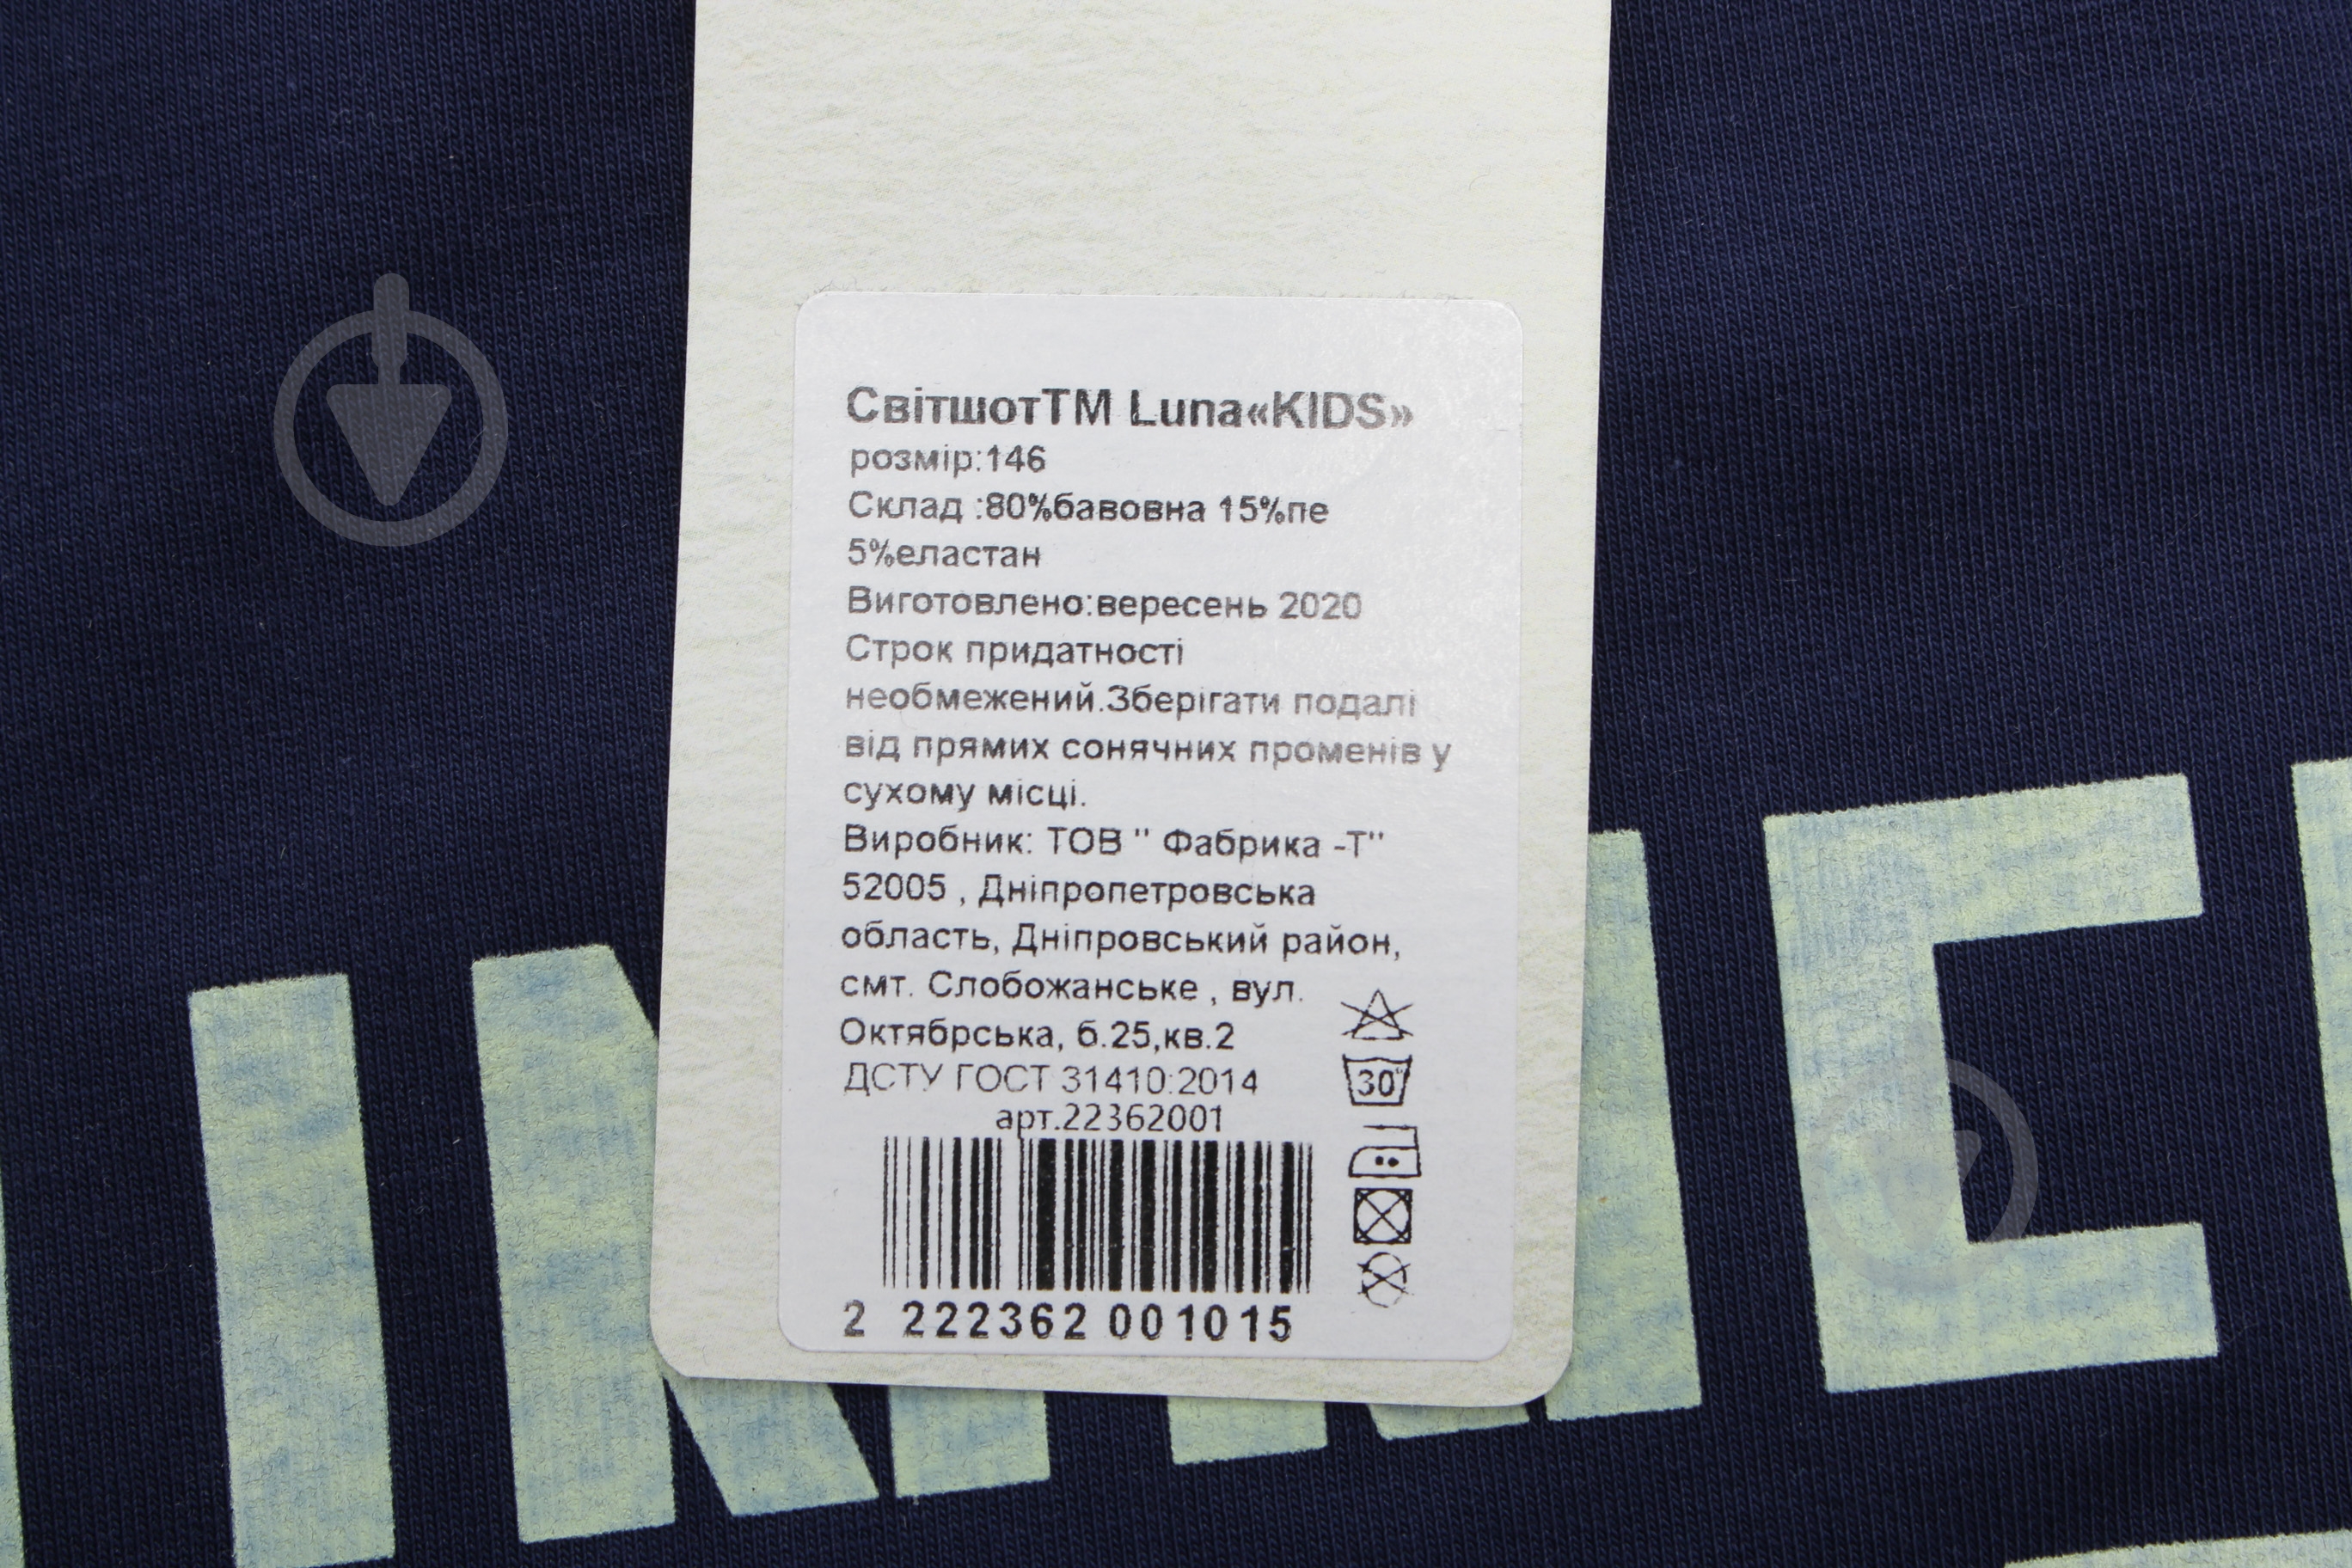 СвітшотТМ Luna«KIDS»
розмір:146
Склад :80%бавовна 15%пе
5%еластан
Виготовлено:вересень 2020
Строк придатності
необмежений.Зберігати подалі
від прямих сонячних променів у
сухому місці.
Виробник: ТОВ " Фабрика -Т"
52005 , Дніпропетровська
область, Дніпровський район,
смт. Слобожанське , вул.
Октябрська, б.25,кв.2
ДСТУ ГОСТ 31410:2014
30°
арт.22362001
2 222362 001015